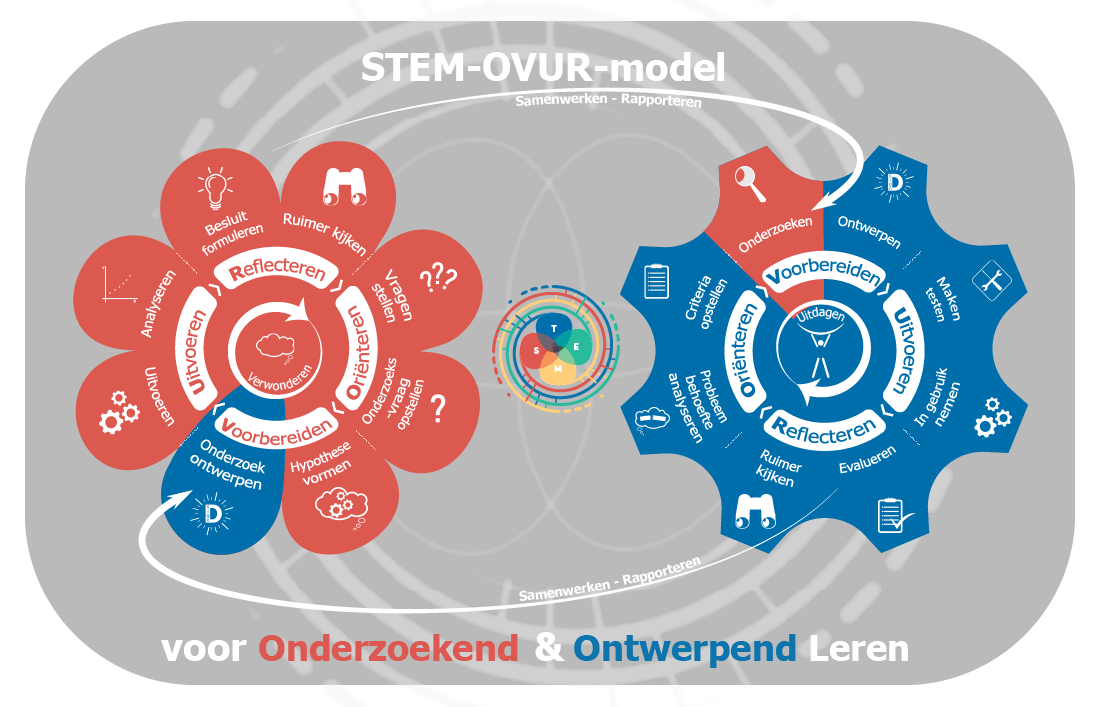 STEM-OVUR-model
Samenwerken - Rapporteren
Besluit
formuleren
Ruimer kijken
Vragen
stellen
???
Onderzoeks
-vraag
opstellen
?
Hypothese
vormen
Onderzoek
ontwerpen
D
Uitvoeren
Analyseren
Reflecteren
Oriënteren
Voorbereiden
Uitvoeren
Verwonderen
T
S
E
M
Onderzoeken
Ontwerpen
D
Maken
testen
In gebruik
nemen
Evalueren
Ruimer
kijken
Probleem
behoefte
analyseren
Criteria
opstellen
Voorbereiden
Uitvoeren
Reflecteren
Oriënteren
Uitdagen
Samenwerken - Rapporteren
voor Onderzoekend & Ontwerpend Leren